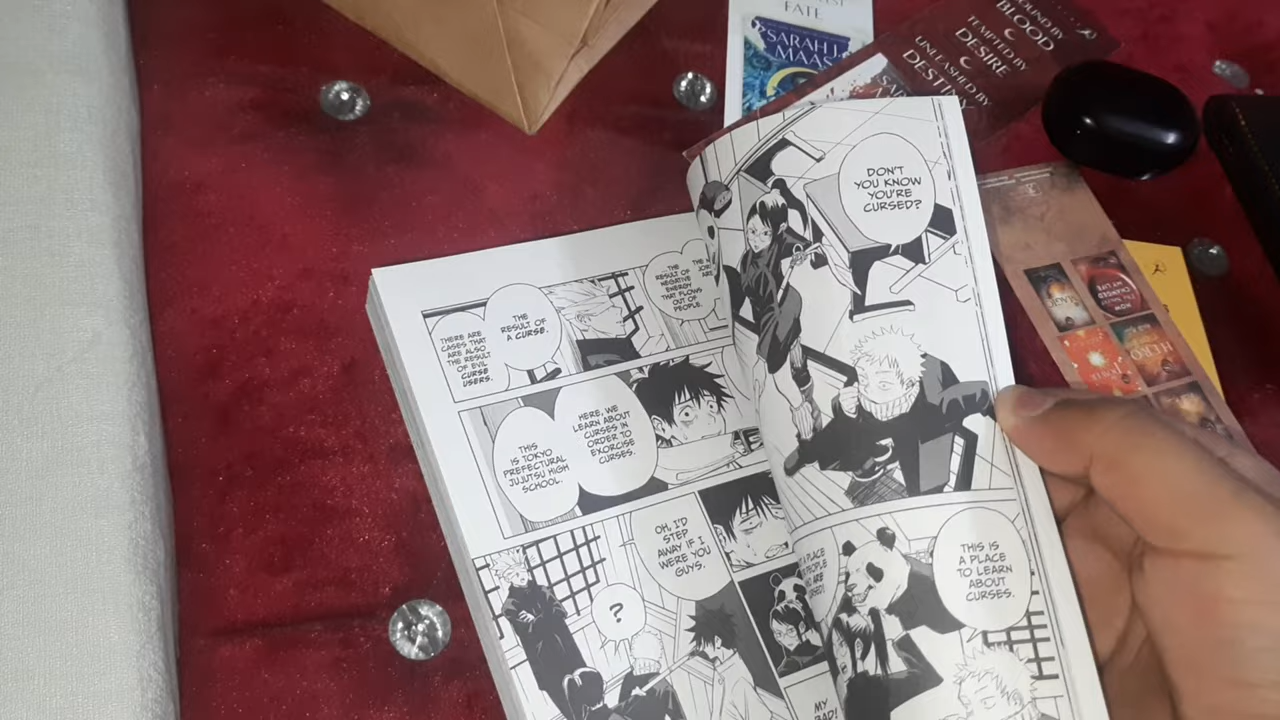 FATE
SARAH J.
MAAS
BLOOD
TEMPTED BY
DESIRE
UNLEASHED BY
DESTINY
DON'T
YOU KNOW
YOU'RE
CURSED?
THIS IS
A PLACE
TO LEARN
ABOUT
CURSES.
...THE
RESULT OF
NEGATIVE
ENERGY
THAT FLOWS
OUT OF
PEOPLE.
THE
RESULT OF
A CURSE.
THERE ARE
CASES THAT
ARE ALSO
THE RESULT
OF EVIL
CURSE
USERS.
HERE, WE
LEARN ABOUT
CURSES IN
ORDER TO
EXORCISE
CURSES.
THIS
IS TOKYO
PREFECTURAL
JUJUTSU HIGH
SCHOOL.
OH, I'D
STEP
AWAY IF I
WERE YOU
GUYS.
?
MY
BAD!
HERO